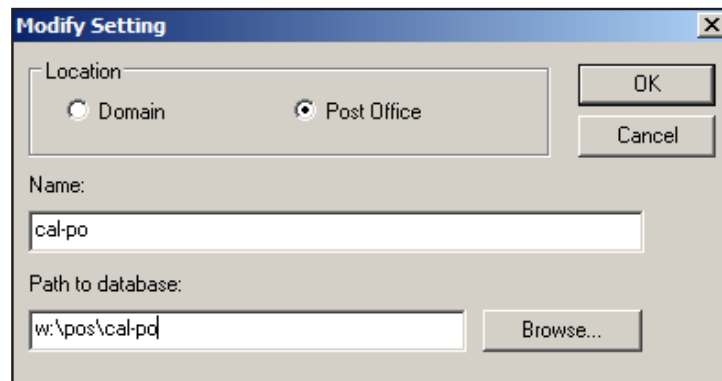 Modify Setting
Location
Domain
Post Office
OK
Cancel
Name:
cal-po
Path to database:
w:\pos\cal-po
Browse...